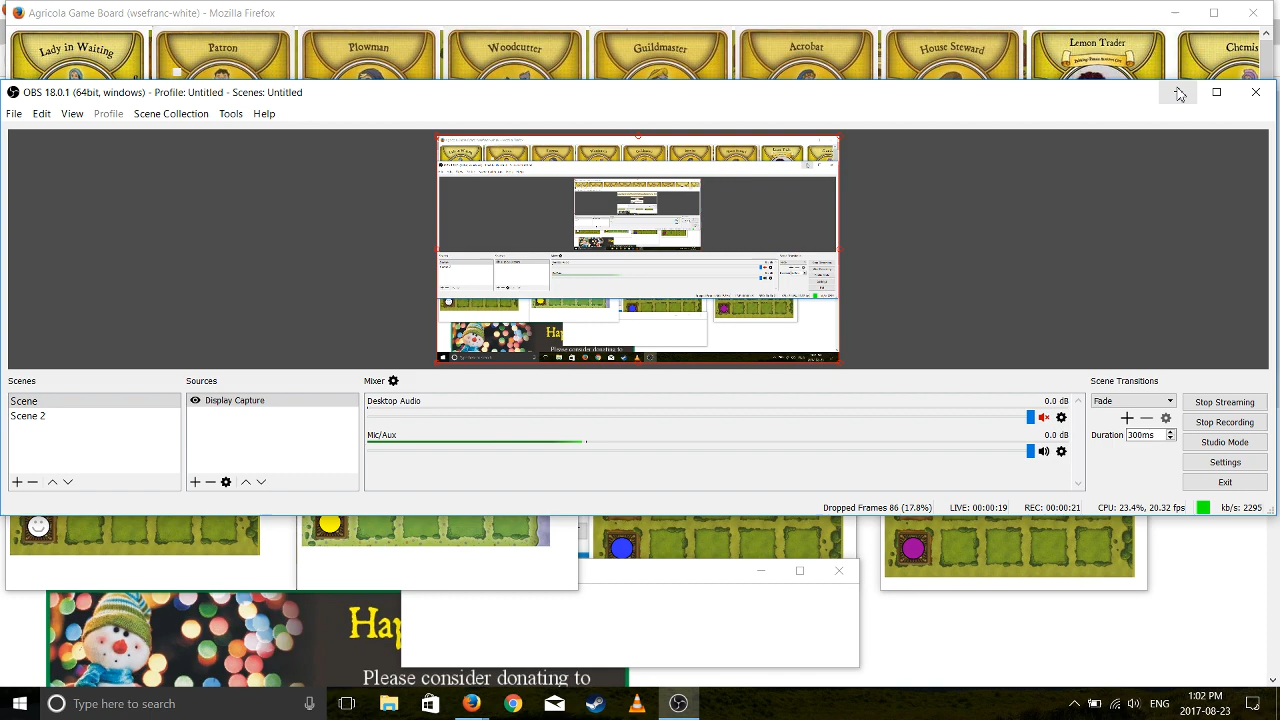 Agricola Game Board (wsefranc-white) - Mozilla Firefox
Lady in Waiting
Patron
Plowman
Woodcutter
Guildmaster
Acrobat
House Steward
Lemon Trader
Chemis
OBS 18.0.1 (64bit, windows) - Profile: Untitled - Scenes: Untitled
File Edit View Profile Scene Collection Tools Help
Scenes
Scene
Scene 2
Sources
Display Capture
Mixer
Desktop Audio 0.0 dB
Mic/Aux 0.0 dB
Scene Transitions
Fade
Duration 300ms
Stop Streaming
Stop Recording
Studio Mode
Settings
Exit
Dropped Frames 86 (17.8%) LIVE: 00:00:19 REC: 00:00:21 CPU: 23.4%, 20.32 fps kb/s: 2295
Hap
Please consider donating to
Type here to search
ENG
1:02 PM
2017-08-23